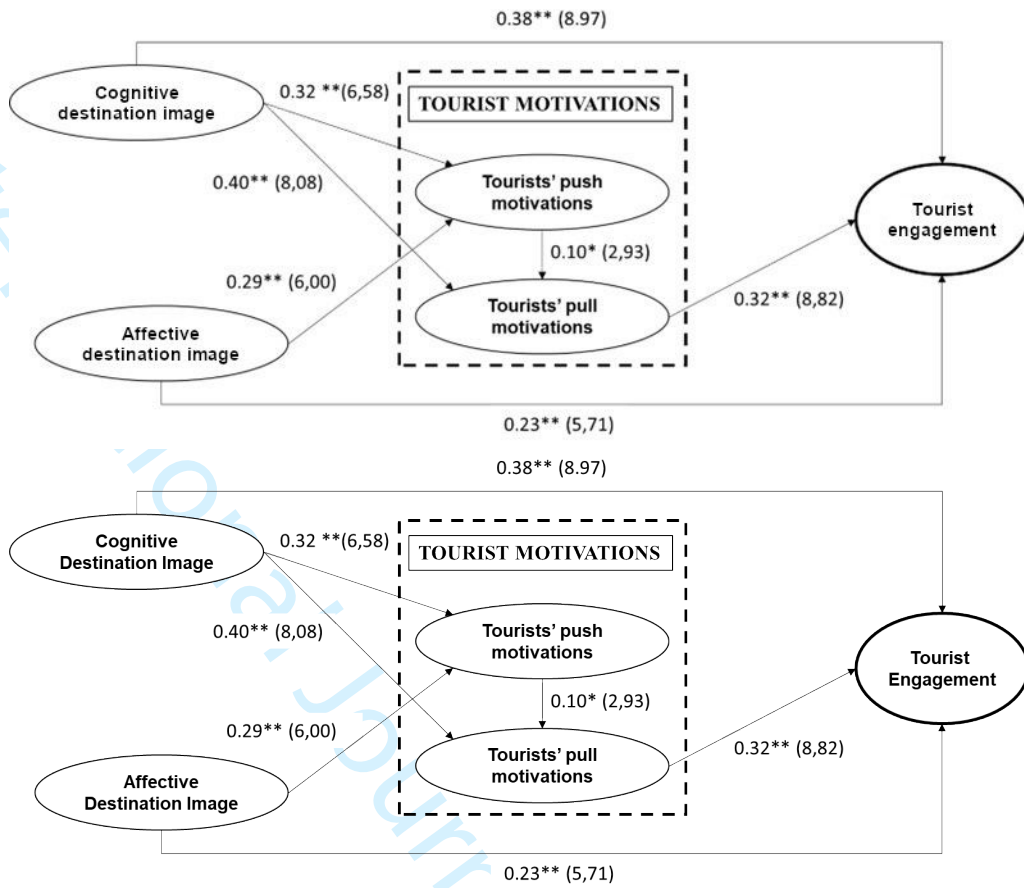 0.38** (8.97)
Cognitive
destination image
0.32 **(6,58)
TOURIST MOTIVATIONS
0.40** (8,08)
Tourists' push
motivations
Tourist
engagement
0.10* (2,93)
0.29** (6,00)
Tourists' pull
motivations
0.32** (8,82)
Affective
destination image
0.23** (5,71)
0.38** (8.97)
Cognitive
Destination Image
0.32 **(6,58)
TOURIST MOTIVATIONS
0.40** (8,08)
Tourists' push
motivations
Tourist
Engagement
0.10* (2,93)
0.29** (6,00)
Tourists' pull
motivations
0.32** (8,82)
Affective
Destination Image
0.23** (5,71)